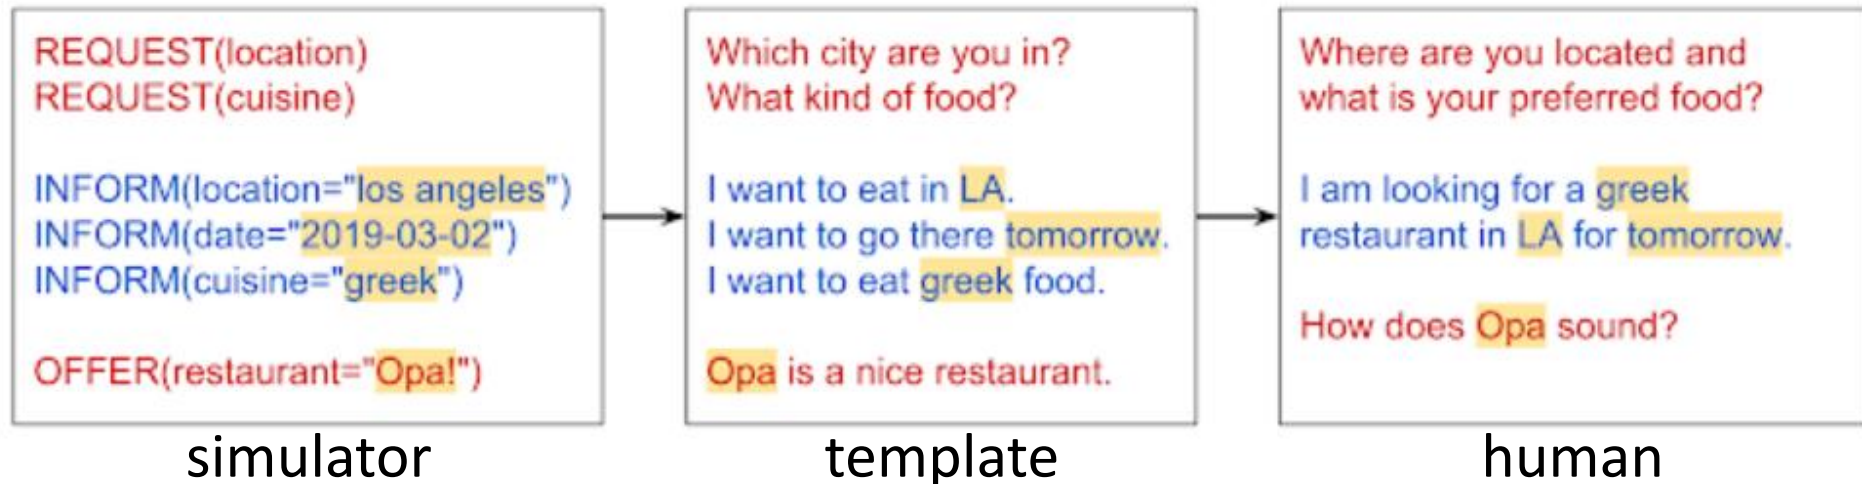 REQUEST(location)
REQUEST(cuisine)
INFORM(location="los angeles")
INFORM(date="2019-03-02")
INFORM(cuisine="greek")
OFFER(restaurant="Opa!")
simulator
Which city are you in?
What kind of food?
I want to eat in LA.
I want to go there tomorrow.
I want to eat greek food.
Opa is a nice restaurant.
template
Where are you located and
what is your preferred food?
I am looking for a greek
restaurant in LA for tomorrow.
How does Opa sound?
human